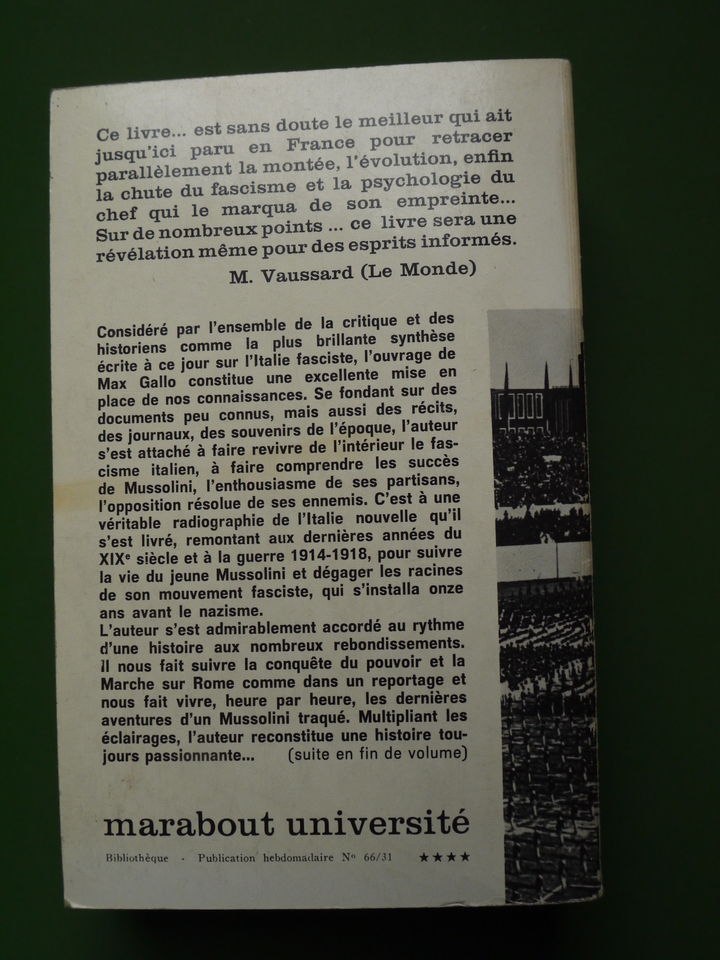 Ce livre... est sans doute le meilleur qui ait
jusqu'ici paru en France pour retracer
parallèlement la montée, l'évolution, enfin
la chute du fascisme et la psychologie du
chef qui le marqua de son empreinte...
Sur de nombreux points ... ce livre sera une
révélation même pour des esprits informés.
M. Vaussard (Le Monde)
Considéré par l'ensemble de la critique et des
historiens comme la plus brillante synthèse
écrite à ce jour sur l'Italie fasciste, l'ouvrage de
Max Gallo constitue une excellente mise en
place de nos connaissances. Se fondant sur des
documents peu connus, mais aussi des récits,
des journaux, des souvenirs de l'époque, l'auteur
s'est attaché à faire revivre de l'intérieur le fas-
cisme italien, à faire comprendre les succès
de Mussolini, l'enthousiasme de ses partisans,
l'opposition résolue de ses ennemis. C'est à une
véritable radiographie de l'Italie nouvelle qu'il
s'est livré, remontant aux dernières années du
XIXe siècle et à la guerre 1914-1918, pour suivre
la vie du jeune Mussolini et dégager les racines
de son mouvement fasciste, qui s'installa onze
ans avant le nazisme.
L'auteur s'est admirablement accordé au rythme
d'une histoire aux nombreux rebondissements.
Il nous fait suivre la conquête du pouvoir et la
Marche sur Rome comme dans un reportage et
nous fait vivre, heure par heure, les dernières
aventures d'un Mussolini traqué. Multipliant les
éclairages, l'auteur reconstitue une histoire tou-
jours passionnante... (suite en fin de volume)
marabout université
Bibliothèque - Publication hebdomadaire No 66/31 ★★★★